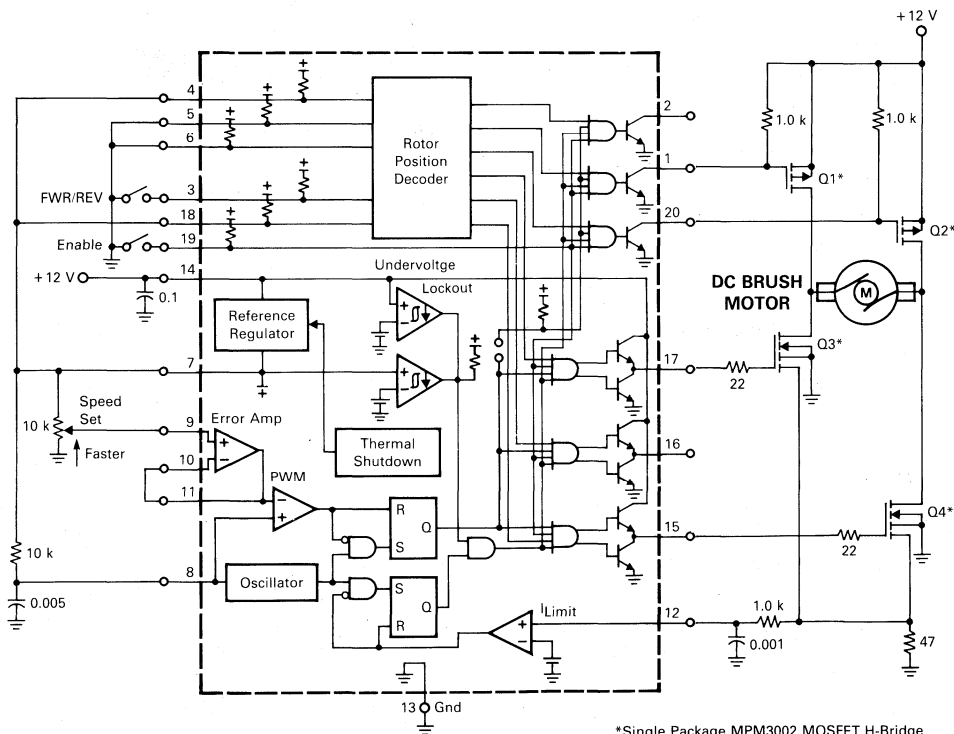 +12 V
4
5
6
2
1.0 k
1.0 k
Rotor
Position
Decoder
1
Q1*
FWR/REV
3
18
20
Q2*
Enable
19
Undervoltge
Lockout
DC BRUSH
MOTOR
M
+12 V
14
0.1
Reference
Regulator
17
Q3*
22
7
Speed
Set
10 k
Faster
9
Error Amp
Thermal
Shutdown
16
10
PWM
11
R
Q
S
15
Q4*
22
10 k
8
Oscillator
S
Q
R
0.005
ILimit
12
1.0 k
0.001
47
13
Gnd
*Single Package MPM3002 MOSFET H-Bridge